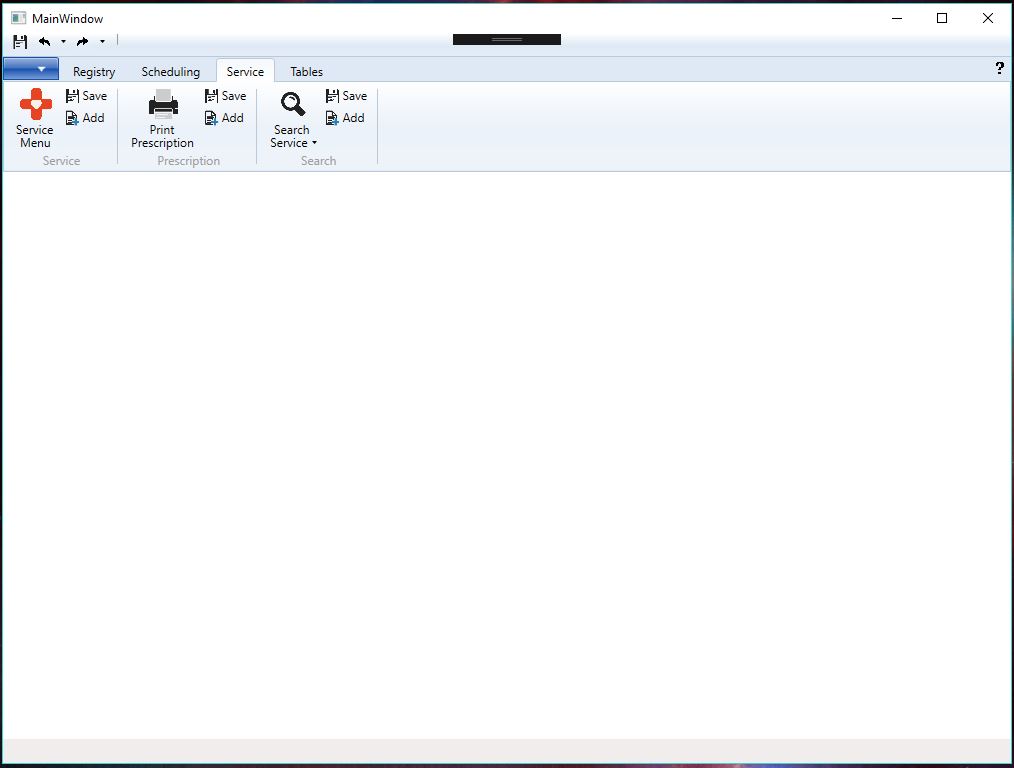 MainWindow
?
Registry Scheduling Service Tables
Save Save Save
Add Add Add
Service Print Search
Menu Prescription Service
Service Prescription Search